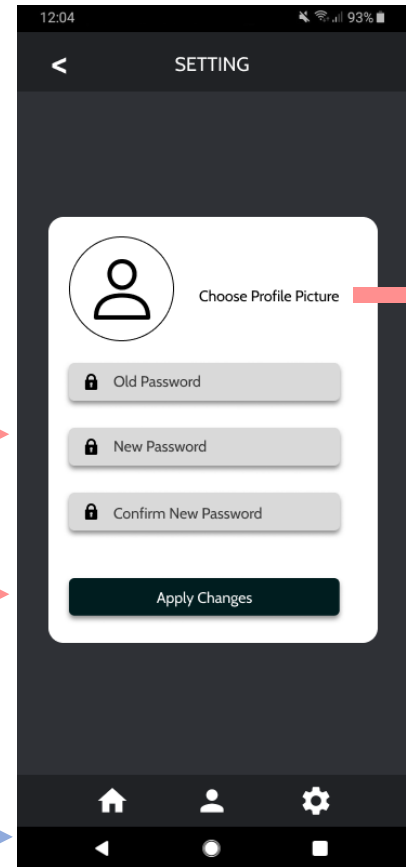 12:04 93%
< SETTING
Choose Profile Picture
Old Password
New Password
Confirm New Password
Apply Changes